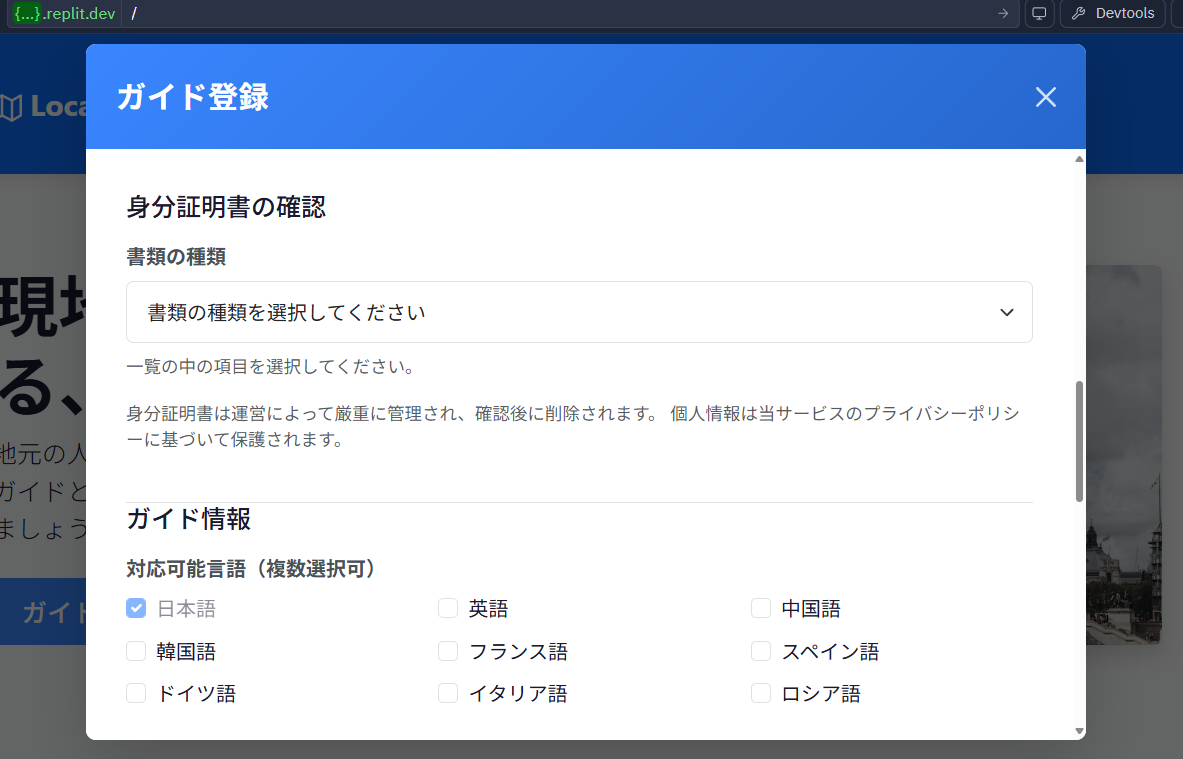 {...}.replit.dev /
Devtools
ガイド登録
Loca
身分証明書の確認
書類の種類
書類の種類を選択してください
一覧の中の項目を選択してください。
身分証明書は運営によって厳重に管理され、確認後に削除されます。 個人情報は当サービスのプライバシーポリシ
ーに基づいて保護されます。
ガイド情報
対応可能言語（複数選択可）
日本語
英語
中国語
韓国語
フランス語
スペイン語
ドイツ語
イタリア語
ロシア語
現地
る、
地元の人
ガイドと
ましょう
ガイド